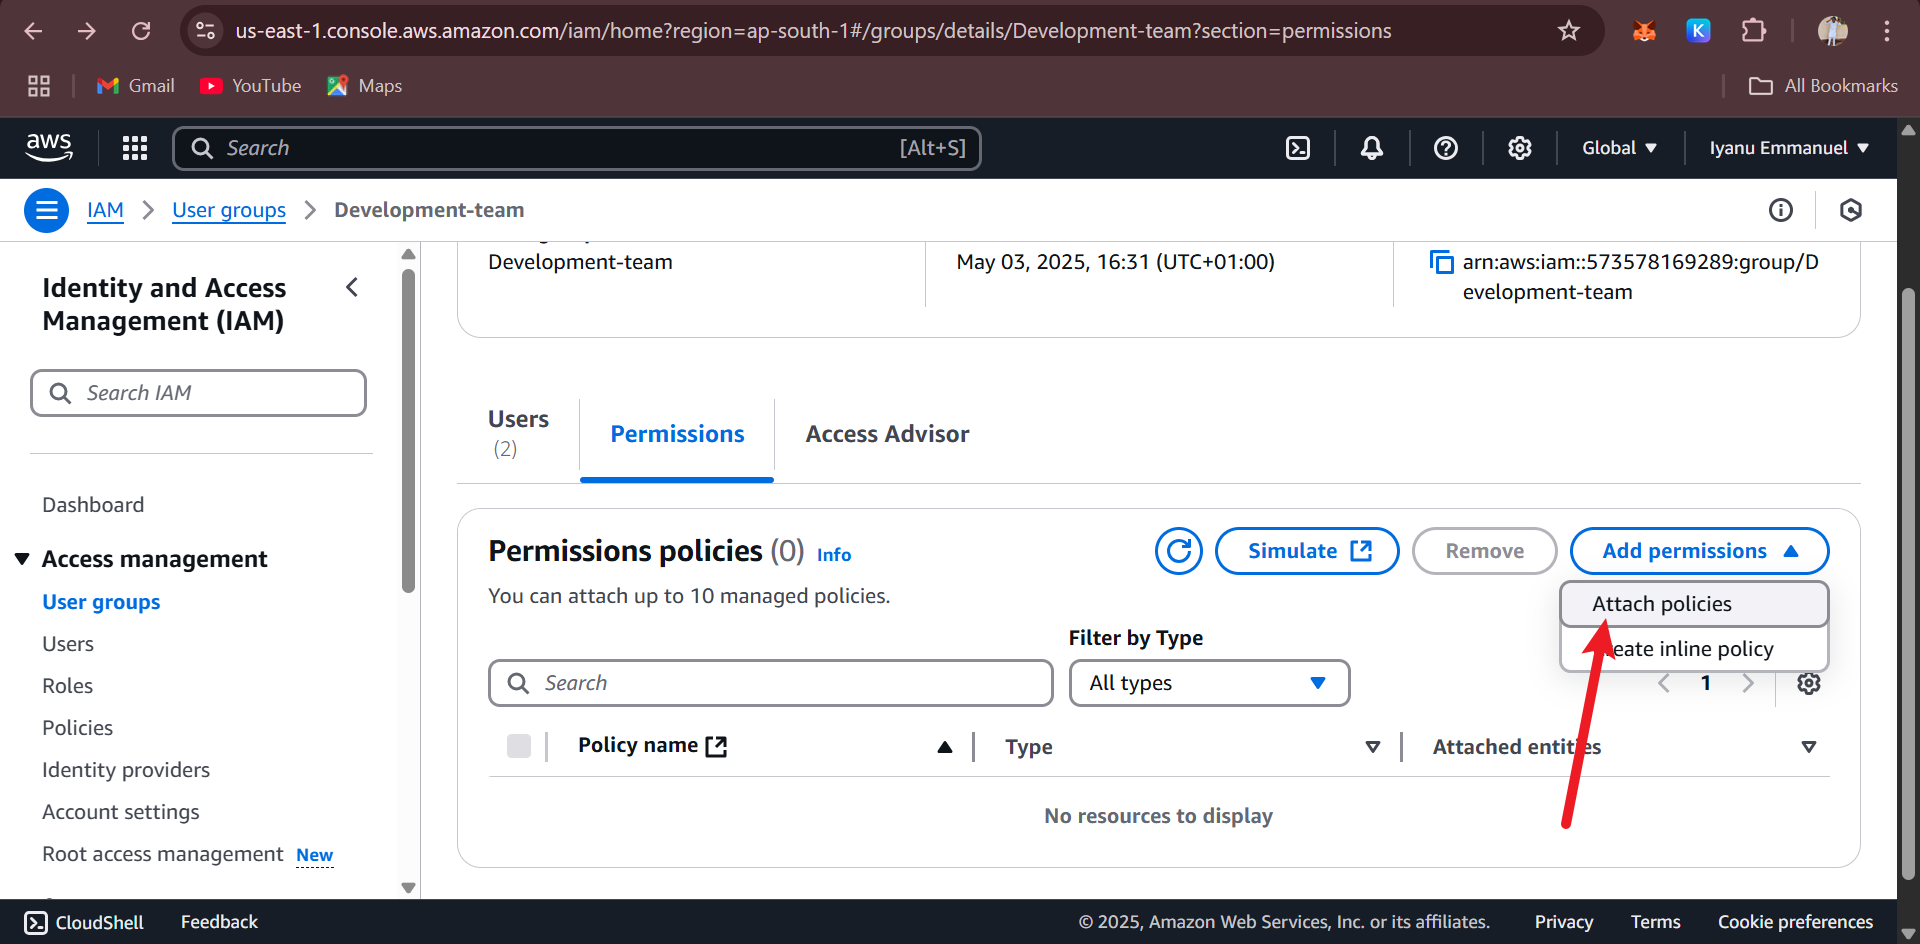 us-east-1.console.aws.amazon.com/iam/home?region=ap-south-1#/groups/details/Development-team?section=permissions
K
Gmail
YouTube
Maps
All Bookmarks
aws
Search
[Alt+S]
Global
Iyanu Emmanuel
IAM
User groups
Development-team
Identity and Access
Management (IAM)
Search IAM
Dashboard
Access management
User groups
Users
Roles
Policies
Identity providers
Account settings
Root access management New
Development-team
May 03, 2025, 16:31 (UTC+01:00)
arn:aws:iam::573578169289:group/D
evelopment-team
Users
(2)
Permissions
Access Advisor
Permissions policies (0) Info
Simulate
Remove
Add permissions
You can attach up to 10 managed policies.
Attach policies
eate inline policy
Filter by Type
Search
All types
1
Policy name
Type
Attached entities
No resources to display
CloudShell
Feedback
© 2025, Amazon Web Services, Inc. or its affiliates.
Privacy
Terms
Cookie preferences